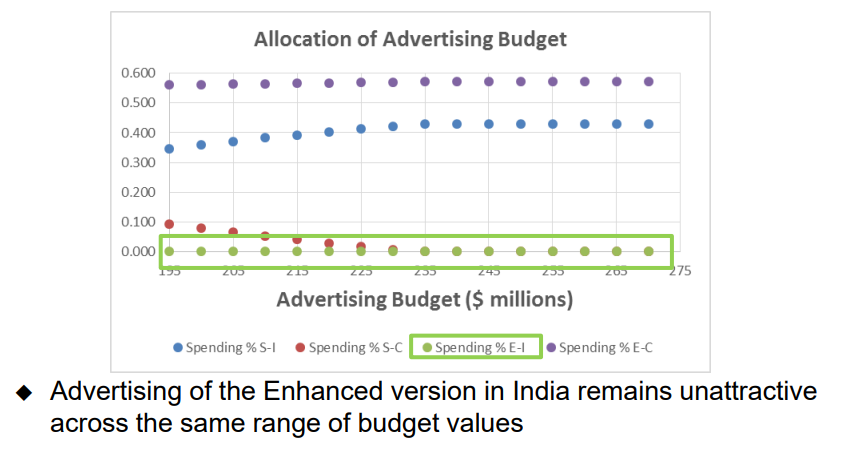 Allocation of Advertising Budget
0.600
0.500
0.400
0.300
0.200
0.100
0.000
195 205 215 225 235 245 255 265 275
Advertising Budget ($ millions)
Spending % S-I Spending % S-C Spending % E-I Spending % E-C
◆ Advertising of the Enhanced version in India remains unattractive
across the same range of budget values